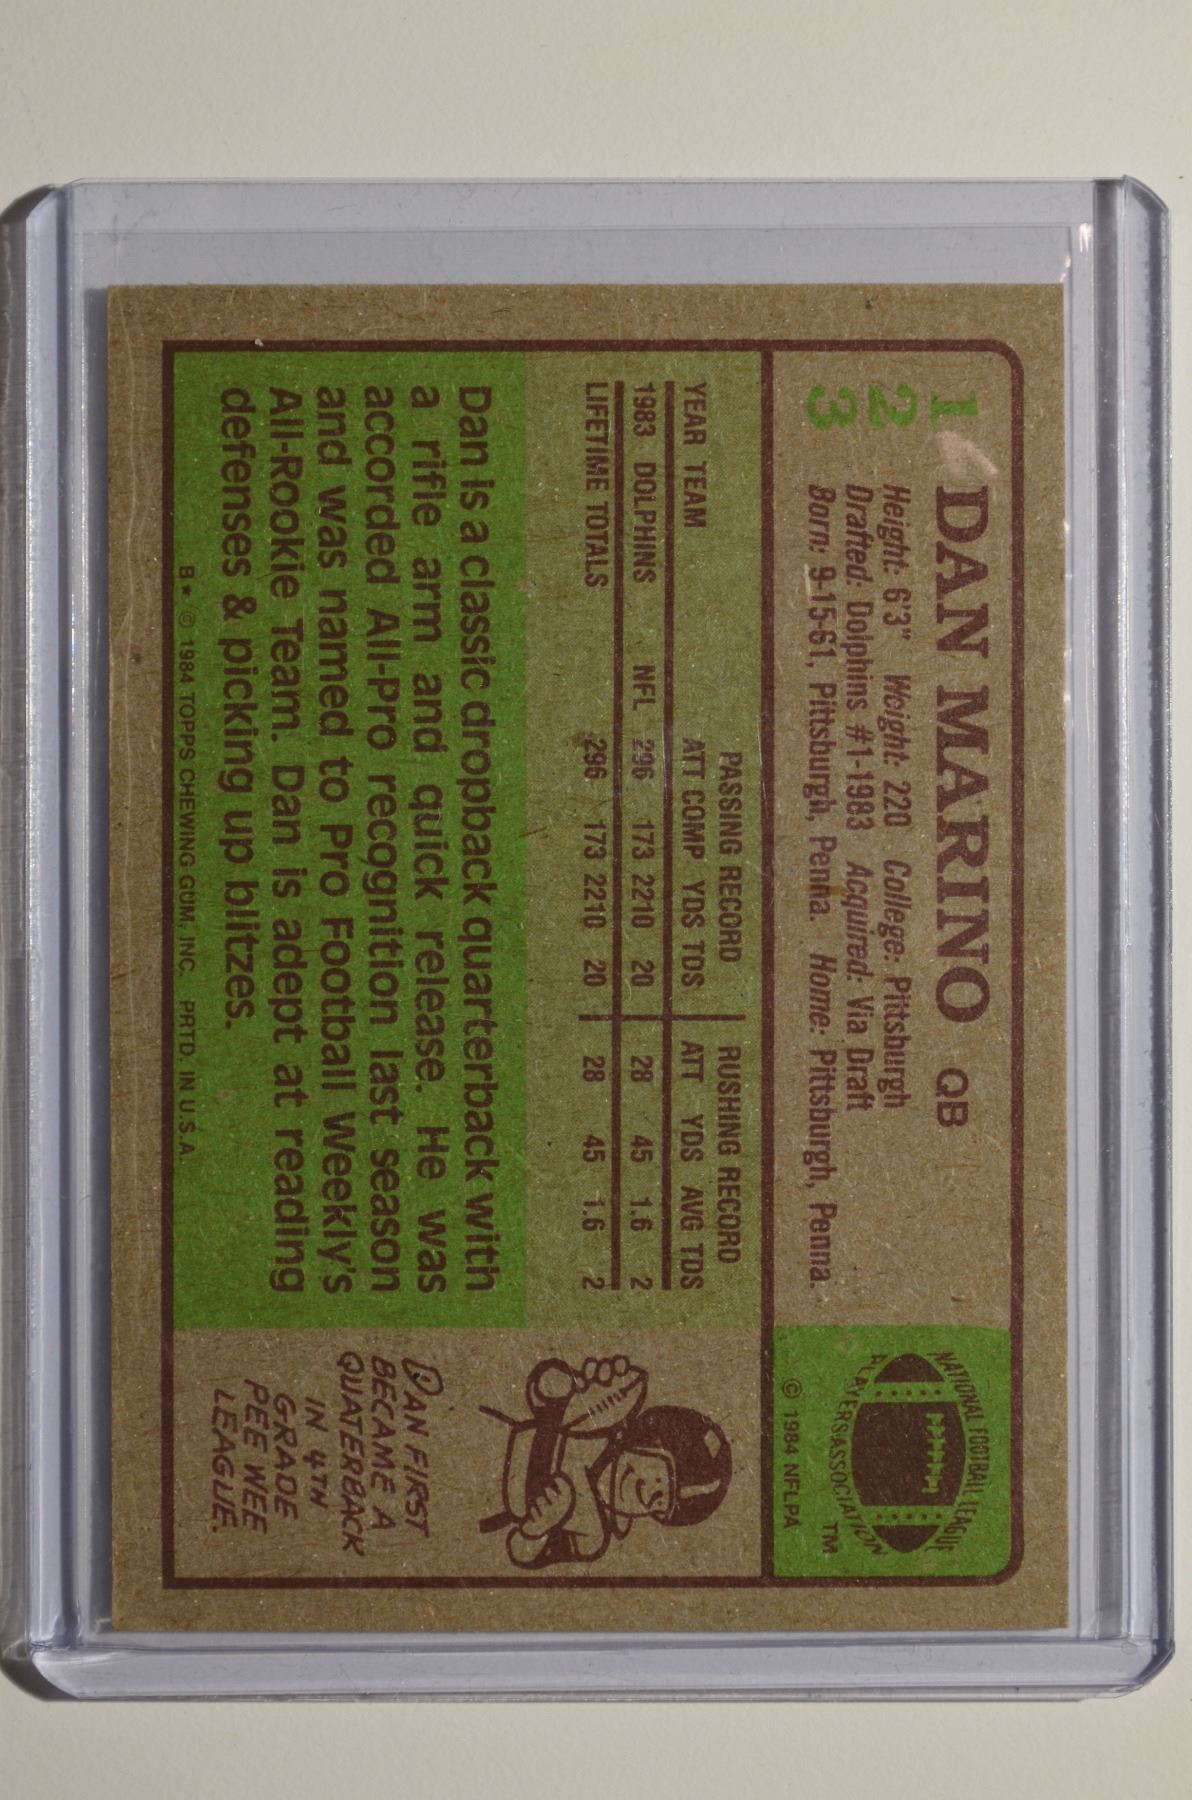 1
2
3
DAN MARINO QB
Height: 6'3" Weight: 220 College: Pittsburgh
Drafted: Dolphins #1-1983 Acquired: Via Draft
Born: 9-15-61, Pittsburgh, Penna. Home: Pittsburgh, Penna.
NATIONAL FOOTBALL LEAGUE
PLAYERS ASSOCIATION
TM
© 1984 NFLPA
PASSING RECORD RUSHING RECORD
YEAR TEAM ATT COMP YDS TDS ATT YDS AVG TDS
1983 DOLPHINS NFL 296 173 2210 20 28 45 1.6 2
LIFETIME TOTALS 296 173 2210 20 28 45 1.6 2
Dan is a classic dropback quarterback with
a rifle arm and quick release. He was
accorded All-Pro recognition last season
and was named to Pro Football Weekly's
All-Rookie Team. Dan is adept at reading
defenses & picking up blitzes.
DAN FIRST
BECAME A
QUATERBACK
IN 4TH
GRADE
PEE WEE
LEAGUE.
B* © 1984 TOPPS CHEWING GUM, INC. PRTD. IN U.S.A.